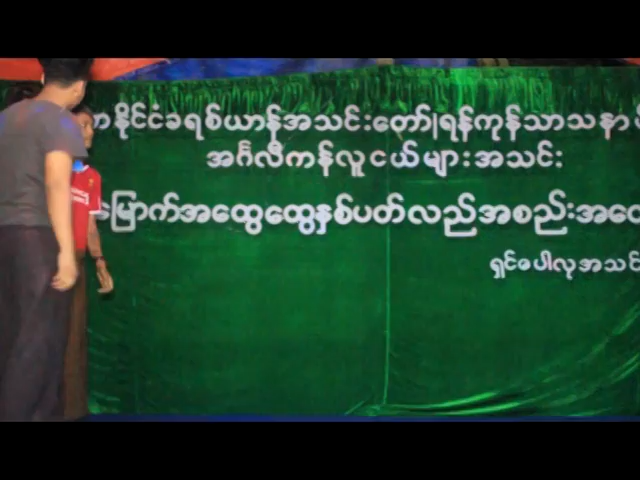 နိုင်ငံခရစ်ယာန်အသင်းတော်၊ရန်ကုန်သာသနာ
အင်္ဂလီကန်လူငယ်များအသင်း
မြောက်အထွေထွေနှစ်ပတ်လည်အစည်းအဝေ
ရှင်ပေါလုအသင်း